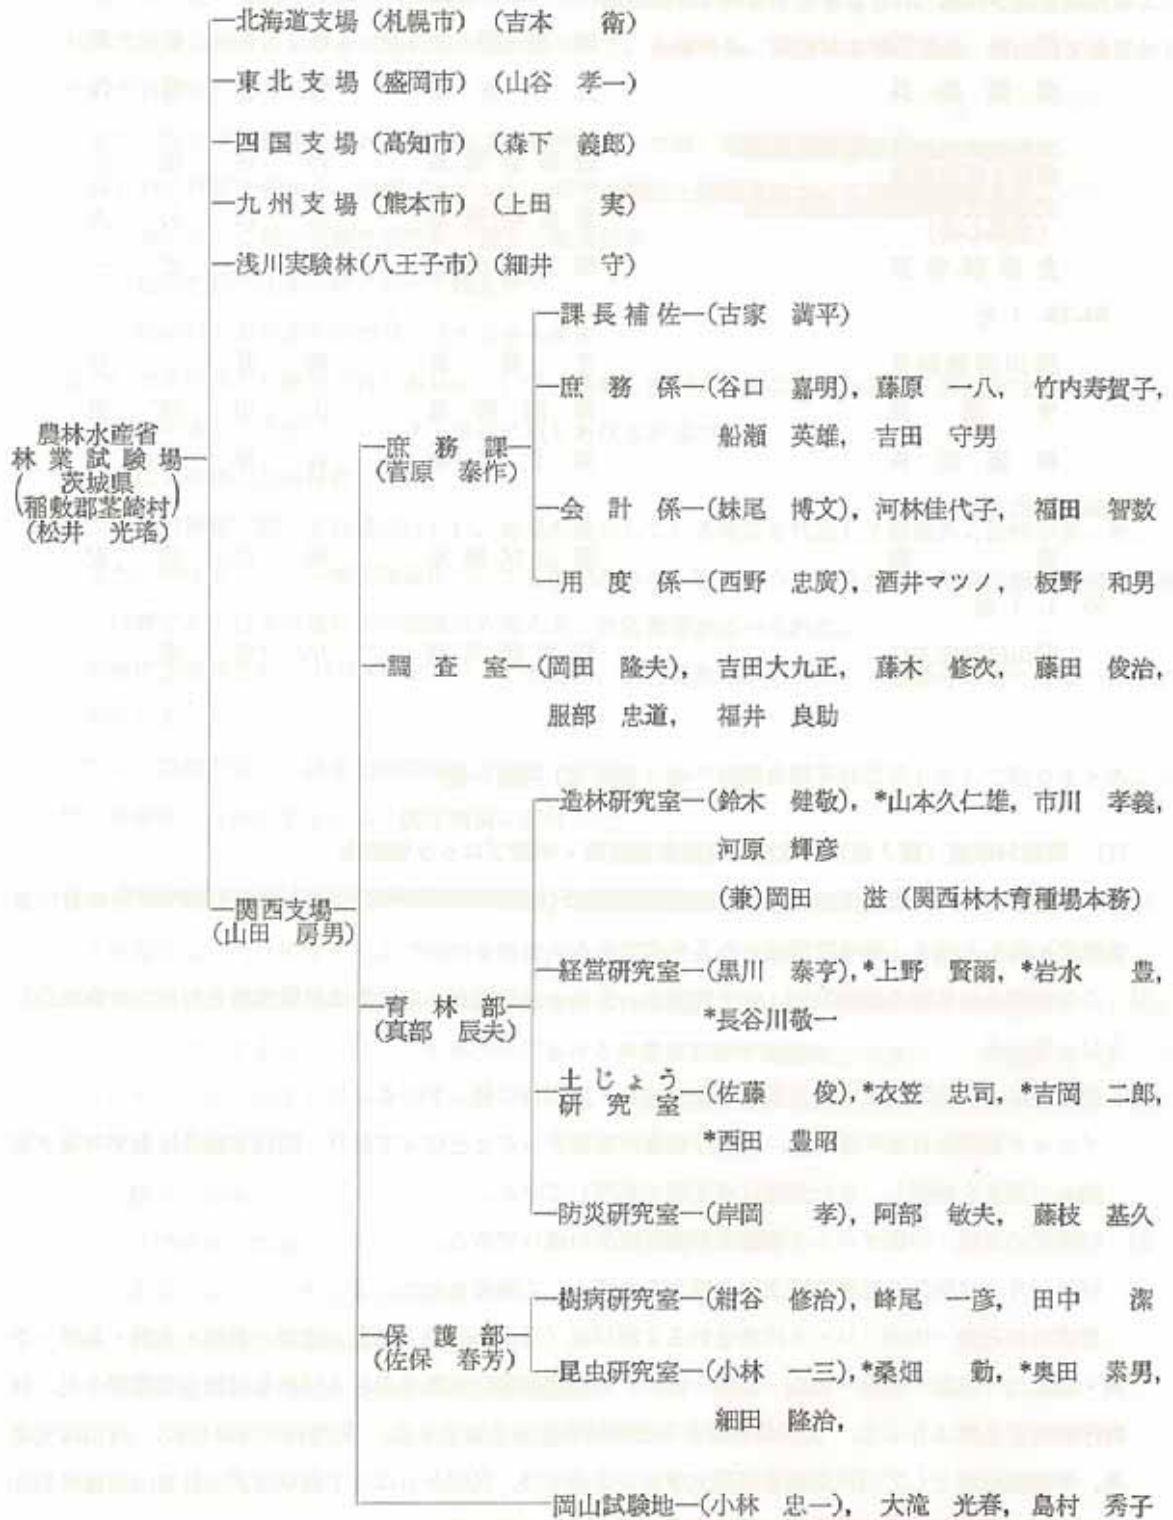 北海道支場（札幌市）（吉本　衛）
東北支場（盛岡市）（山谷　孝一）
四国支場（高知市）（森下　義郎）
九州支場（熊本市）（上田　実）
浅川実験林（八王子市）（細井　守）
農林水産省
林業試験場
（茨城県
稲敷郡茎崎村）
（松井　光瑤）
関西支場
（山田　房男）
庶務課
（菅原　泰作）
課長補佐―（古家　満平）
庶務係―（谷口　嘉明），藤原　一八，竹内寿賀子，
船瀬　英雄，吉田　守男
会計係―（妹尾　博文），河林佳代子，福田　智数
用度係―（西野　忠廣），酒井マツノ，板野　和男
調査室―（岡田　隆夫），吉田大九正，藤木　修次，藤田　俊治，
服部　忠道，福井　良助
育林部
（真部　辰夫）
造林研究室―（鈴木　健敬），*山本久仁雄，市川　孝義，
河原　輝彦
（兼）岡田　滋（関西林木育種場本務）
経営研究室―（黒川　泰亨），*上野　賢爾，*岩水　豊，
*長谷川敬一
土じょう
研究室―（佐藤　俊），*衣笠　忠司，*吉岡　二郎，
*西田　豊昭
防災研究室―（岸岡　孝），阿部　敏夫，藤枝　基久
保護部
（佐保　春芳）
樹病研究室―（紺谷　修治），峰尾　一彦，田中　潔
昆虫研究室―（小林　一三），*桑畑　勤，*奥田　素男，
細田　隆治，
岡山試験地―（小林　忠一），大滝　光春，島村　秀子